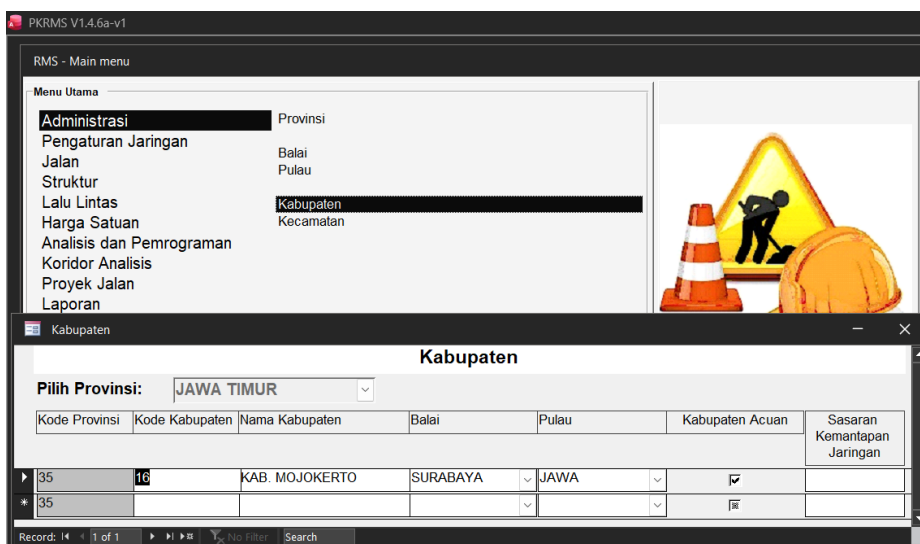 PKRMS V1.4.6a-v1
RMS - Main menu
Menu Utama
Administrasi
Pengaturan Jaringan
Jalan
Struktur
Lalu Lintas
Harga Satuan
Analisis dan Pemrograman
Koridor Analisis
Proyek Jalan
Laporan
Provinsi
Balai
Pulau
Kabupaten
Kecamatan
Kabupaten
Kabupaten
Pilih Provinsi: JAWA TIMUR
Kode Provinsi Kode Kabupaten Nama Kabupaten Balai Pulau Kabupaten Acuan Sasaran
Kemantapan
Jaringan
35 16 KAB. MOJOKERTO SURABAYA JAWA
35
Record: 1 of 1 No Filter Search